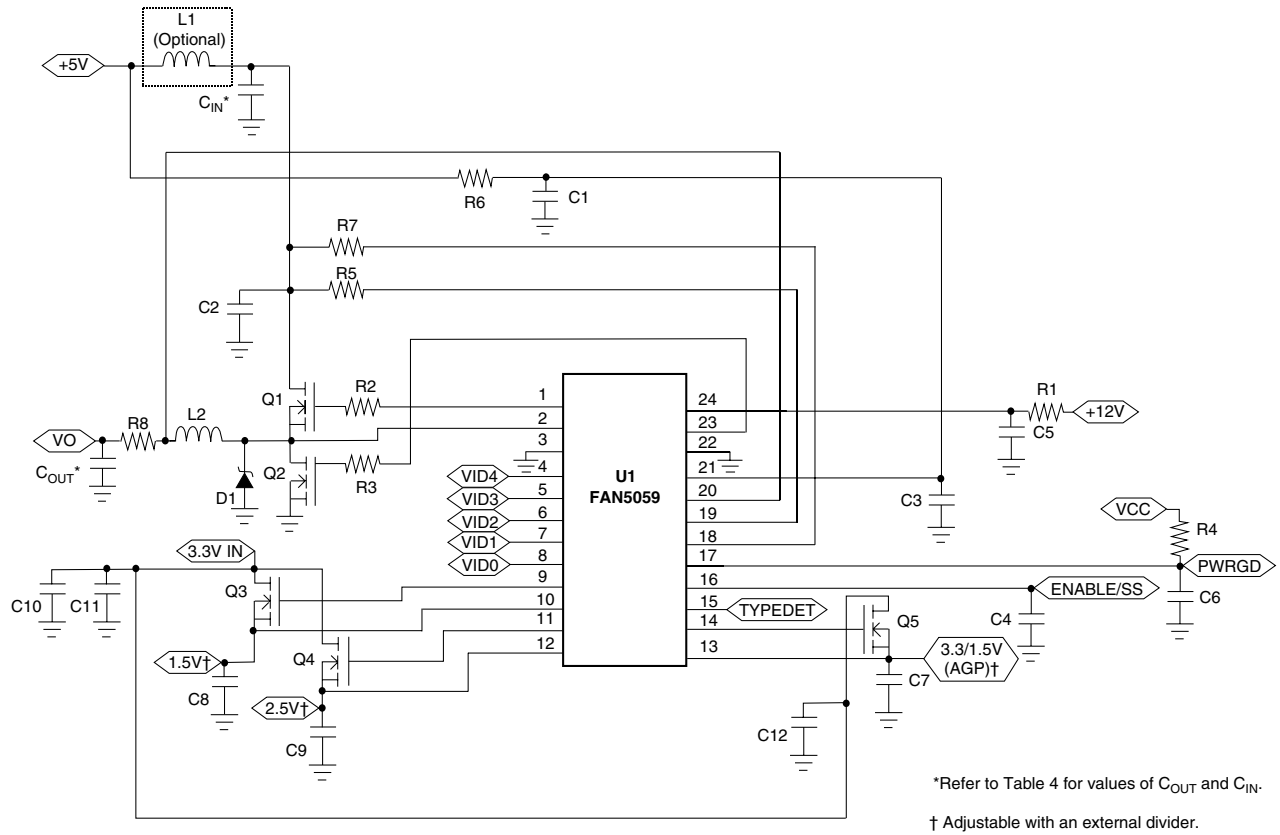 L1
(Optional)
+5V
CIN*
R6
C1
R7
R5
C2
Q1
R2
1
2
3
4
5
6
7
8
9
10
11
12
U1
FAN5059
24
23
22
21
20
19
18
17
16
15
14
13
R1
+12V
C5
VO
R8
L2
COUT*
D1
Q2
R3
VID4
VID3
VID2
VID1
VID0
C3
VCC
R4
PWRGD
C6
ENABLE/SS
C4
TYPEDET
Q5
3.3/1.5V
(AGP)†
C7
3.3V IN
C10
C11
Q3
1.5V†
C8
Q4
2.5V†
C9
C12
*Refer to Table 4 for values of COUT and CIN.
† Adjustable with an external divider.